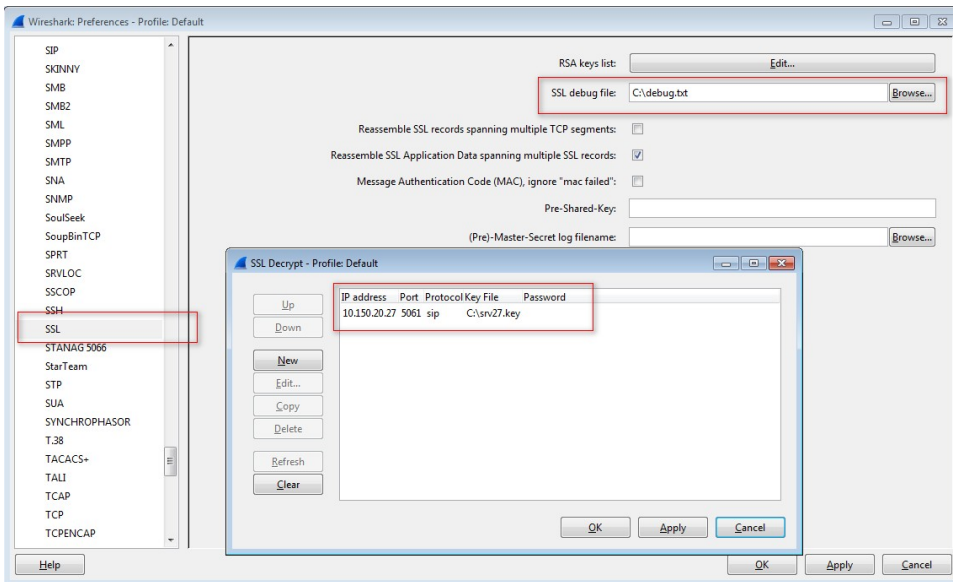 Wireshark: Preferences - Profile: Default
SIP
SKINNY
SMB
SMB2
SML
SMPP
SMTP
SNA
SNMP
SoulSeek
SoupBinTCP
SPRT
SRVLOC
SSCOP
SSH
SSL
STANAG 5066
StarTeam
STP
SUA
SYNCHROPHASOR
T.38
TACACS+
TALI
TCAP
TCP
TCPENCAP
RSA keys list: Edit...
SSL debug file: C:\debug.txt Browse...
Reassemble SSL records spanning multiple TCP segments:
Reassemble SSL Application Data spanning multiple SSL records:
Message Authentication Code (MAC), ignore "mac failed":
Pre-Shared-Key:
(Pre)-Master-Secret log filename: Browse...
SSL Decrypt - Profile: Default
Up
Down
New
Edit...
Copy
Delete
Refresh
Clear
IP address Port Protocol Key File Password
10.150.20.27 5061 sip C:\srv27.key
OK Apply Cancel
Help OK Apply Cancel